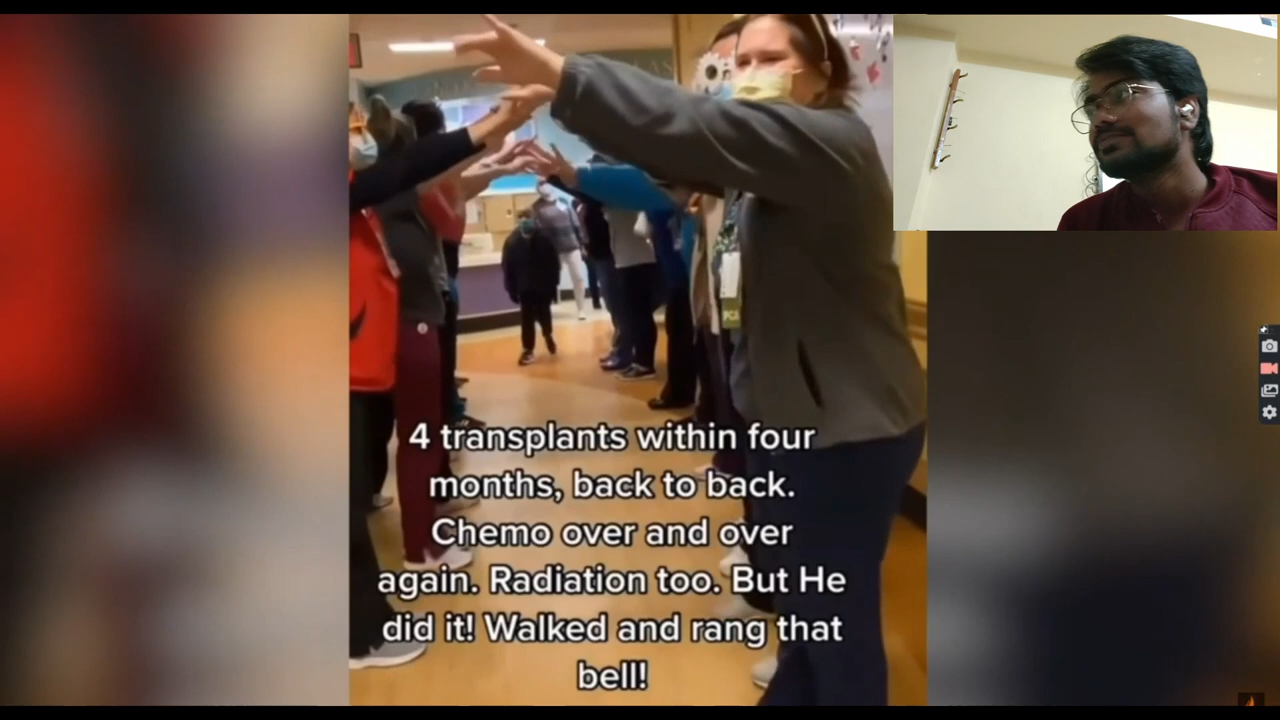 4 transplants within four
months, back to back.
Chemo over and over
again. Radiation too. But He
did it! Walked and rang that
bell!